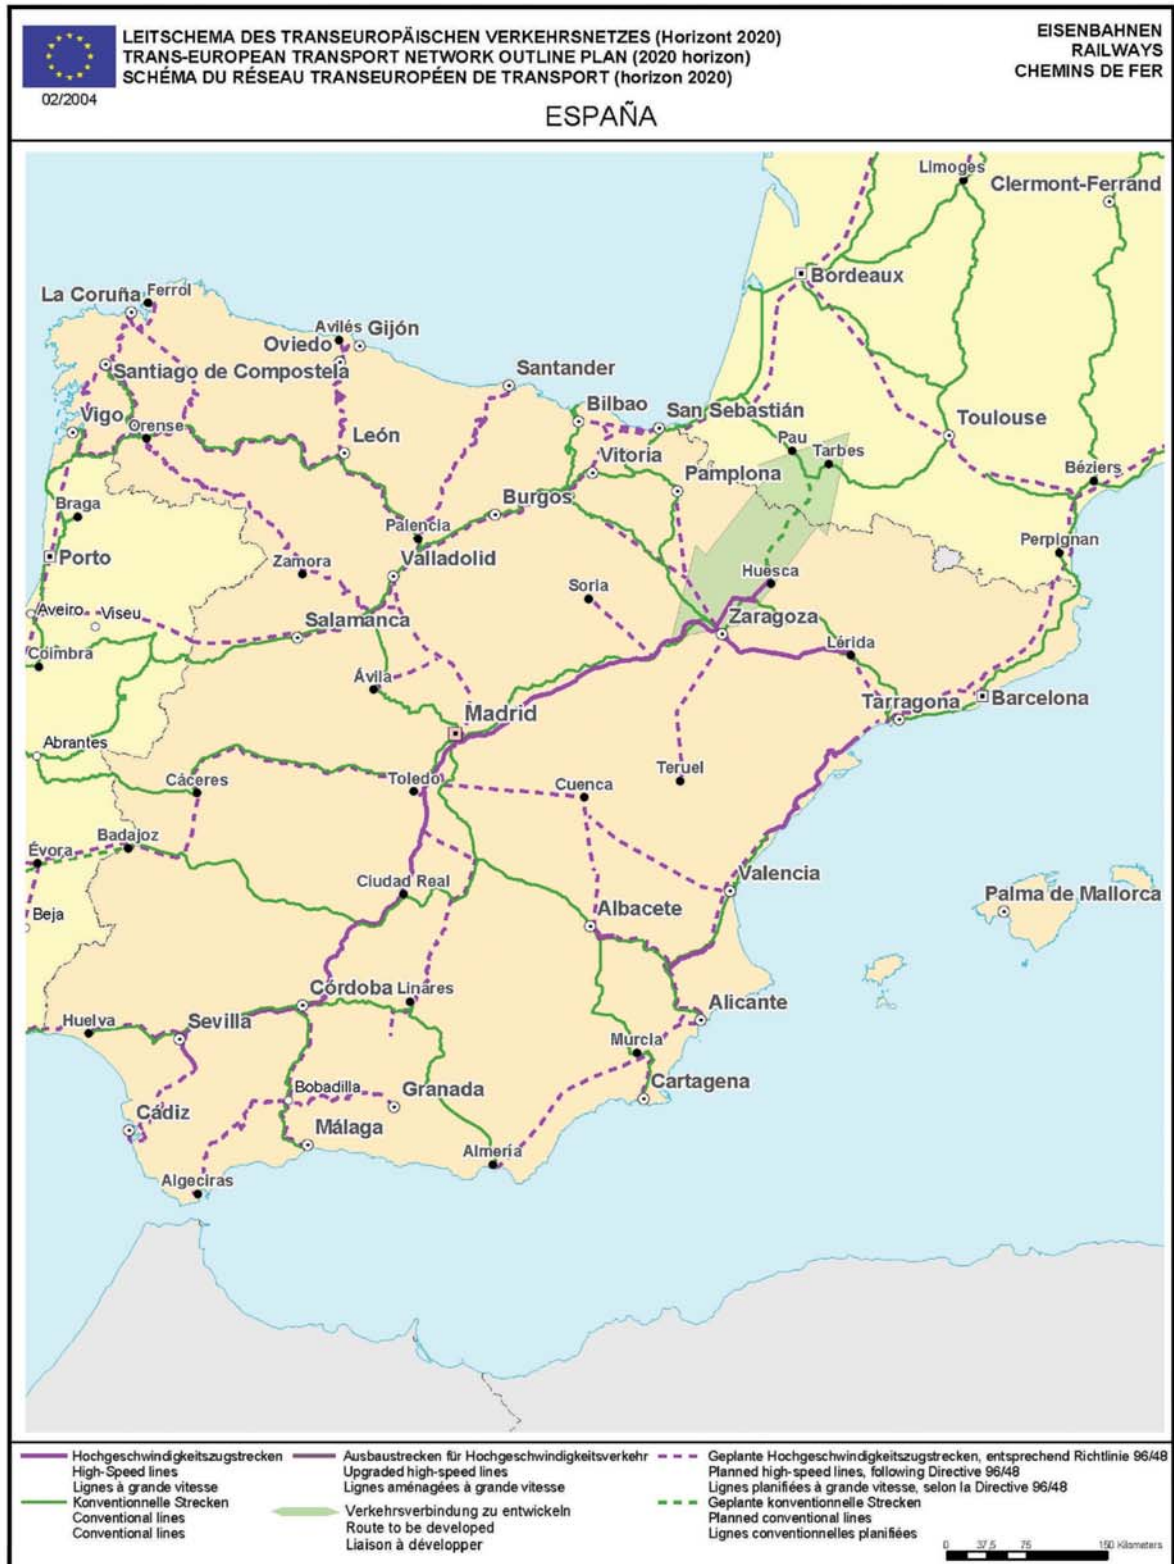 LEITSCHEMA DES TRANSEUROPÄISCHEN VERKEHRSNETZES (Horizont 2020)
TRANS-EUROPEAN TRANSPORT NETWORK OUTLINE PLAN (2020 horizon)
SCHÉMA DU RÉSEAU TRANSEUROPÉEN DE TRANSPORT (horizon 2020)
EISENBAHNEN
RAILWAYS
CHEMINS DE FER
02/2004
ESPAÑA
Limoges
Clermont-Ferrand
Bordeaux
La Coruña
Ferrol
Avilés
Gijón
Oviedo
Santiago de Compostela
Santander
Bilbao
San Sebastián
Toulouse
Vigo
Orense
León
Vitoria
Pau
Tarbes
Pamplona
Béziers
Burgos
Braga
Palencia
Perpignan
Porto
Zamora
Valladolid
Soria
Huesca
Aveiro
Viseu
Salamanca
Zaragoza
Coimbra
Lérida
Ávila
Tarragona
Barcelona
Madrid
Abrantes
Cáceres
Toledo
Cuenca
Teruel
Évora
Badajoz
Ciudad Real
Valencia
Palma de Mallorca
Beja
Albacete
Córdoba
Linares
Alicante
Huelva
Sevilla
Murcia
Cartagena
Bobadilla
Granada
Cádiz
Málaga
Almería
Algeciras
Hochgeschwindigkeitszugstrecken
High-Speed lines
Lignes à grande vitesse
Konventionnelle Strecken
Conventional lines
Conventional lines
Ausbaustrecken für Hochgeschwindigkeitsverkehr
Upgraded high-speed lines
Lignes aménagées à grande vitesse
Verkehrsverbindung zu entwickeln
Route to be developed
Liaison à développer
Geplante Hochgeschwindigkeitszugstrecken, entsprechend Richtlinie 96/48
Planned high-speed lines, following Directive 96/48
Lignes planifiées à grande vitesse, selon la Directive 96/48
Geplante konventionelle Strecken
Planned conventional lines
Lignes conventionnelles planifiées
0 37,5 75 150 Kilometers